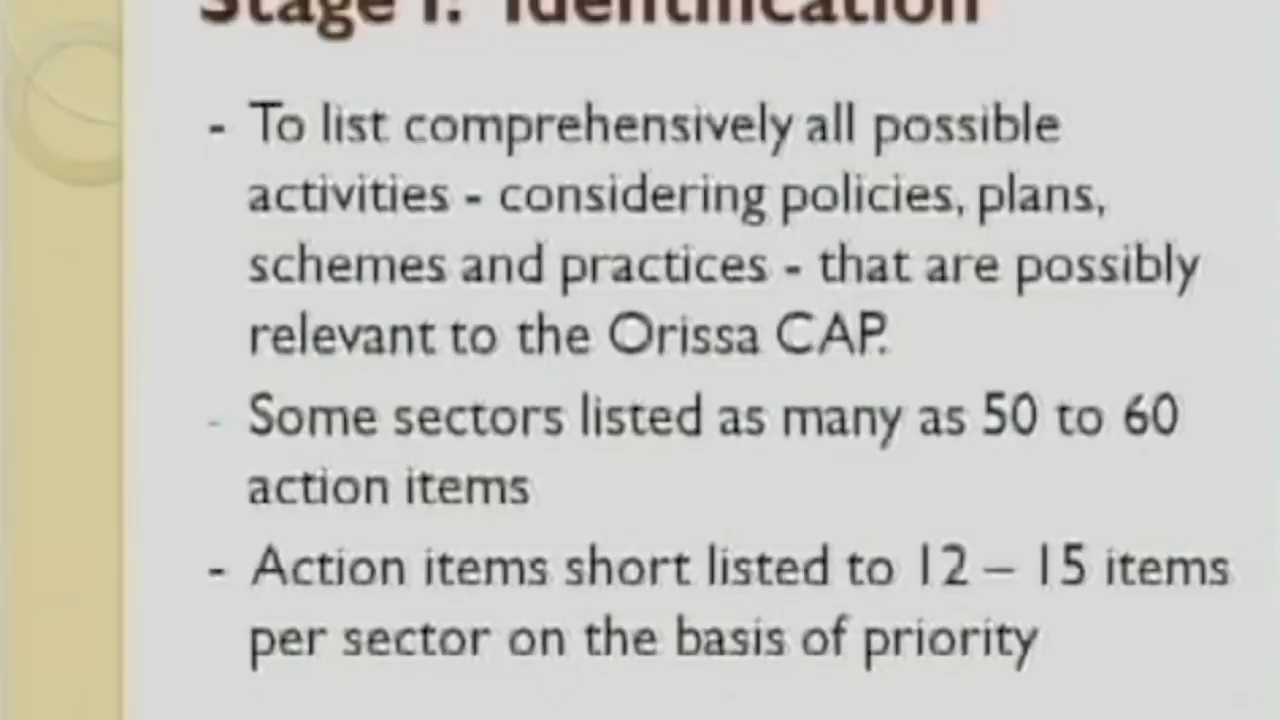 Stage I: Identification
- To list comprehensively all possible
activities - considering policies, plans,
schemes and practices - that are possibly
relevant to the Orissa CAP.
- Some sectors listed as many as 50 to 60
action items
- Action items short listed to 12 – 15 items
per sector on the basis of priority